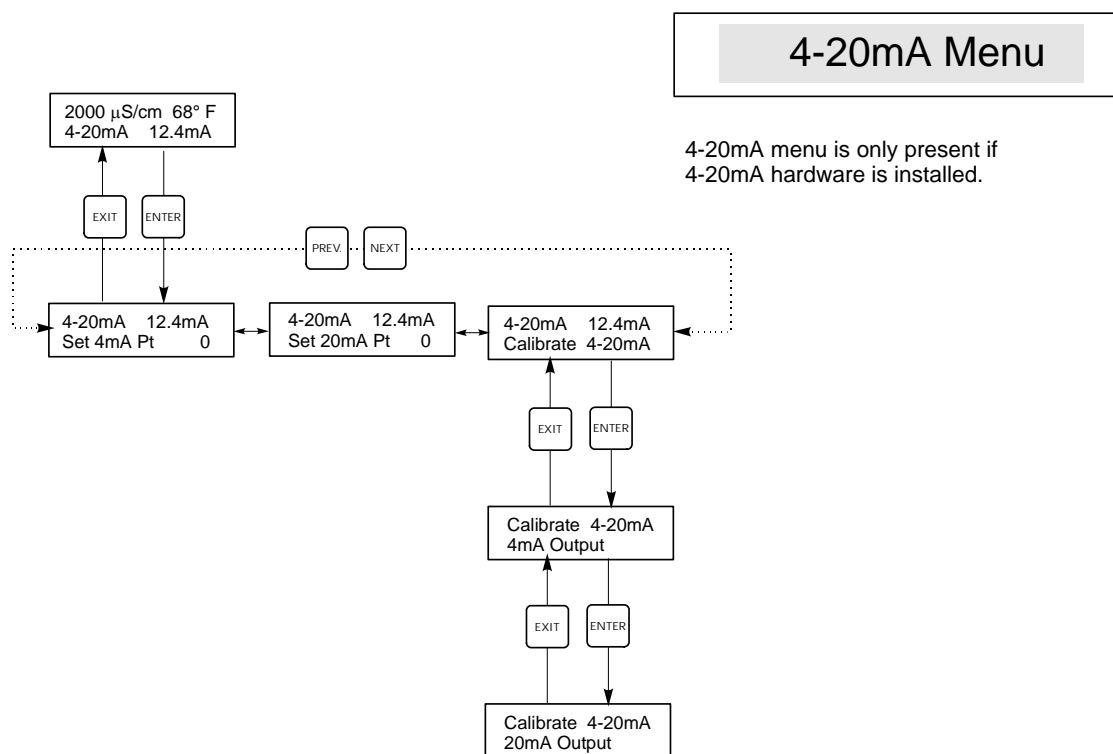 4-20mA Menu
4-20mA menu is only present if
4-20mA hardware is installed.
2000 µS/cm 68° F
4-20mA 12.4mA
EXIT
ENTER
PREV.
NEXT
4-20mA 12.4mA
Set 4mA Pt 0
4-20mA 12.4mA
Set 20mA Pt 0
4-20mA 12.4mA
Calibrate 4-20mA
EXIT
ENTER
Calibrate 4-20mA
4mA Output
EXIT
ENTER
Calibrate 4-20mA
20mA Output